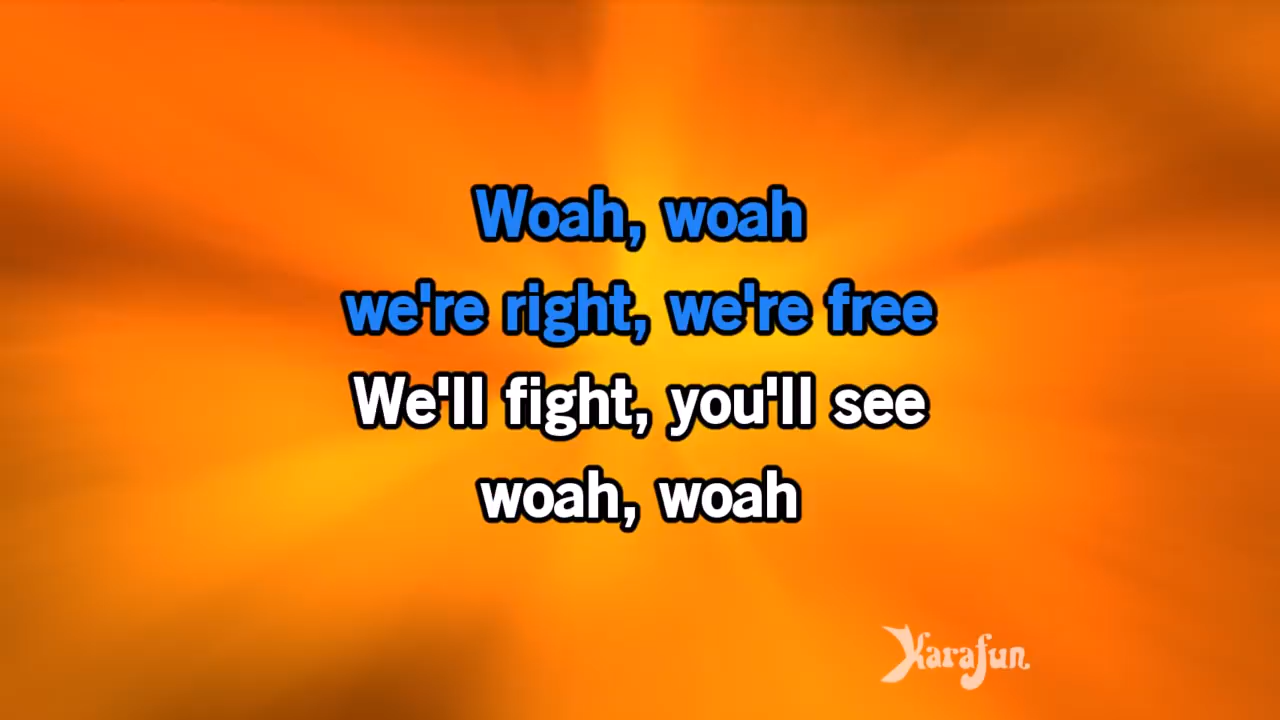 Woah, woah
we're right, we're free
We'll fight, you'll see
woah, woah
Karafun